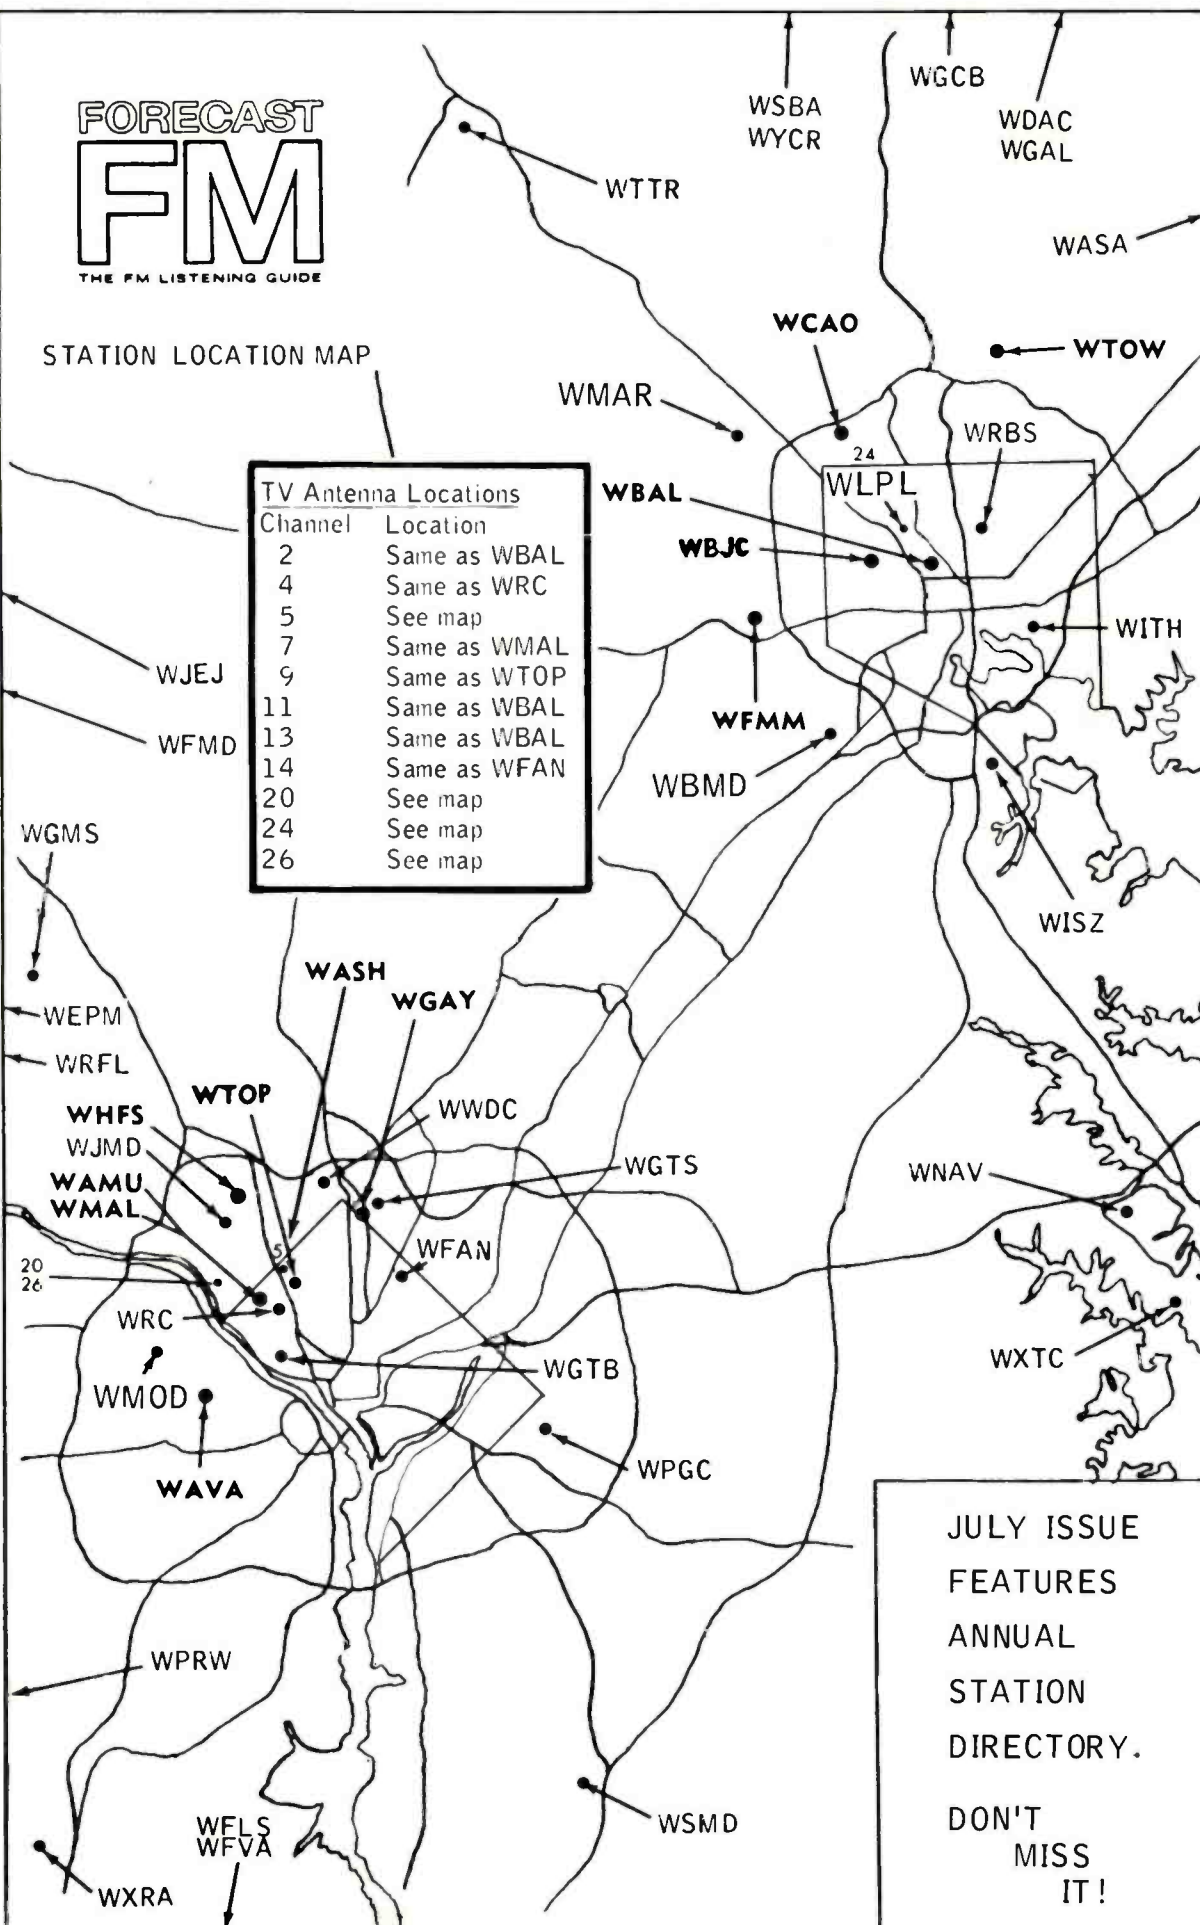 FORECAST
FM
THE FM LISTENING GUIDE
STATION LOCATION MAP
WSBA
WYCR
WGCB
WDAC
WGAL
WTTR
WASA
WCAO
WTOW
WMAR
WRBS
24
WLPL
WBAL
WBJC
WITH
WFMM
WBMD
WISZ
TV Antenna Locations
Channel Location
2 Same as WBAL
4 Same as WRC
5 See map
7 Same as WMAL
9 Same as WTOP
11 Same as WBAL
13 Same as WBAL
14 Same as WFAN
20 See map
24 See map
26 See map
WJEJ
WFMD
WGMS
WEPM
WRFL
WASH
WGAY
WTOP
WWDC
WHFS
WJMD
WAMU
WMAL
WGTS
WNAV
5
WFAN
20
26
WRC
WGTB
WXTC
WMOD
WAVA
WPGC
WPRW
WFLS
WFVA
WSMD
WXRA
JULY ISSUE
FEATURES
ANNUAL
STATION
DIRECTORY.
DON'T
MISS
IT!